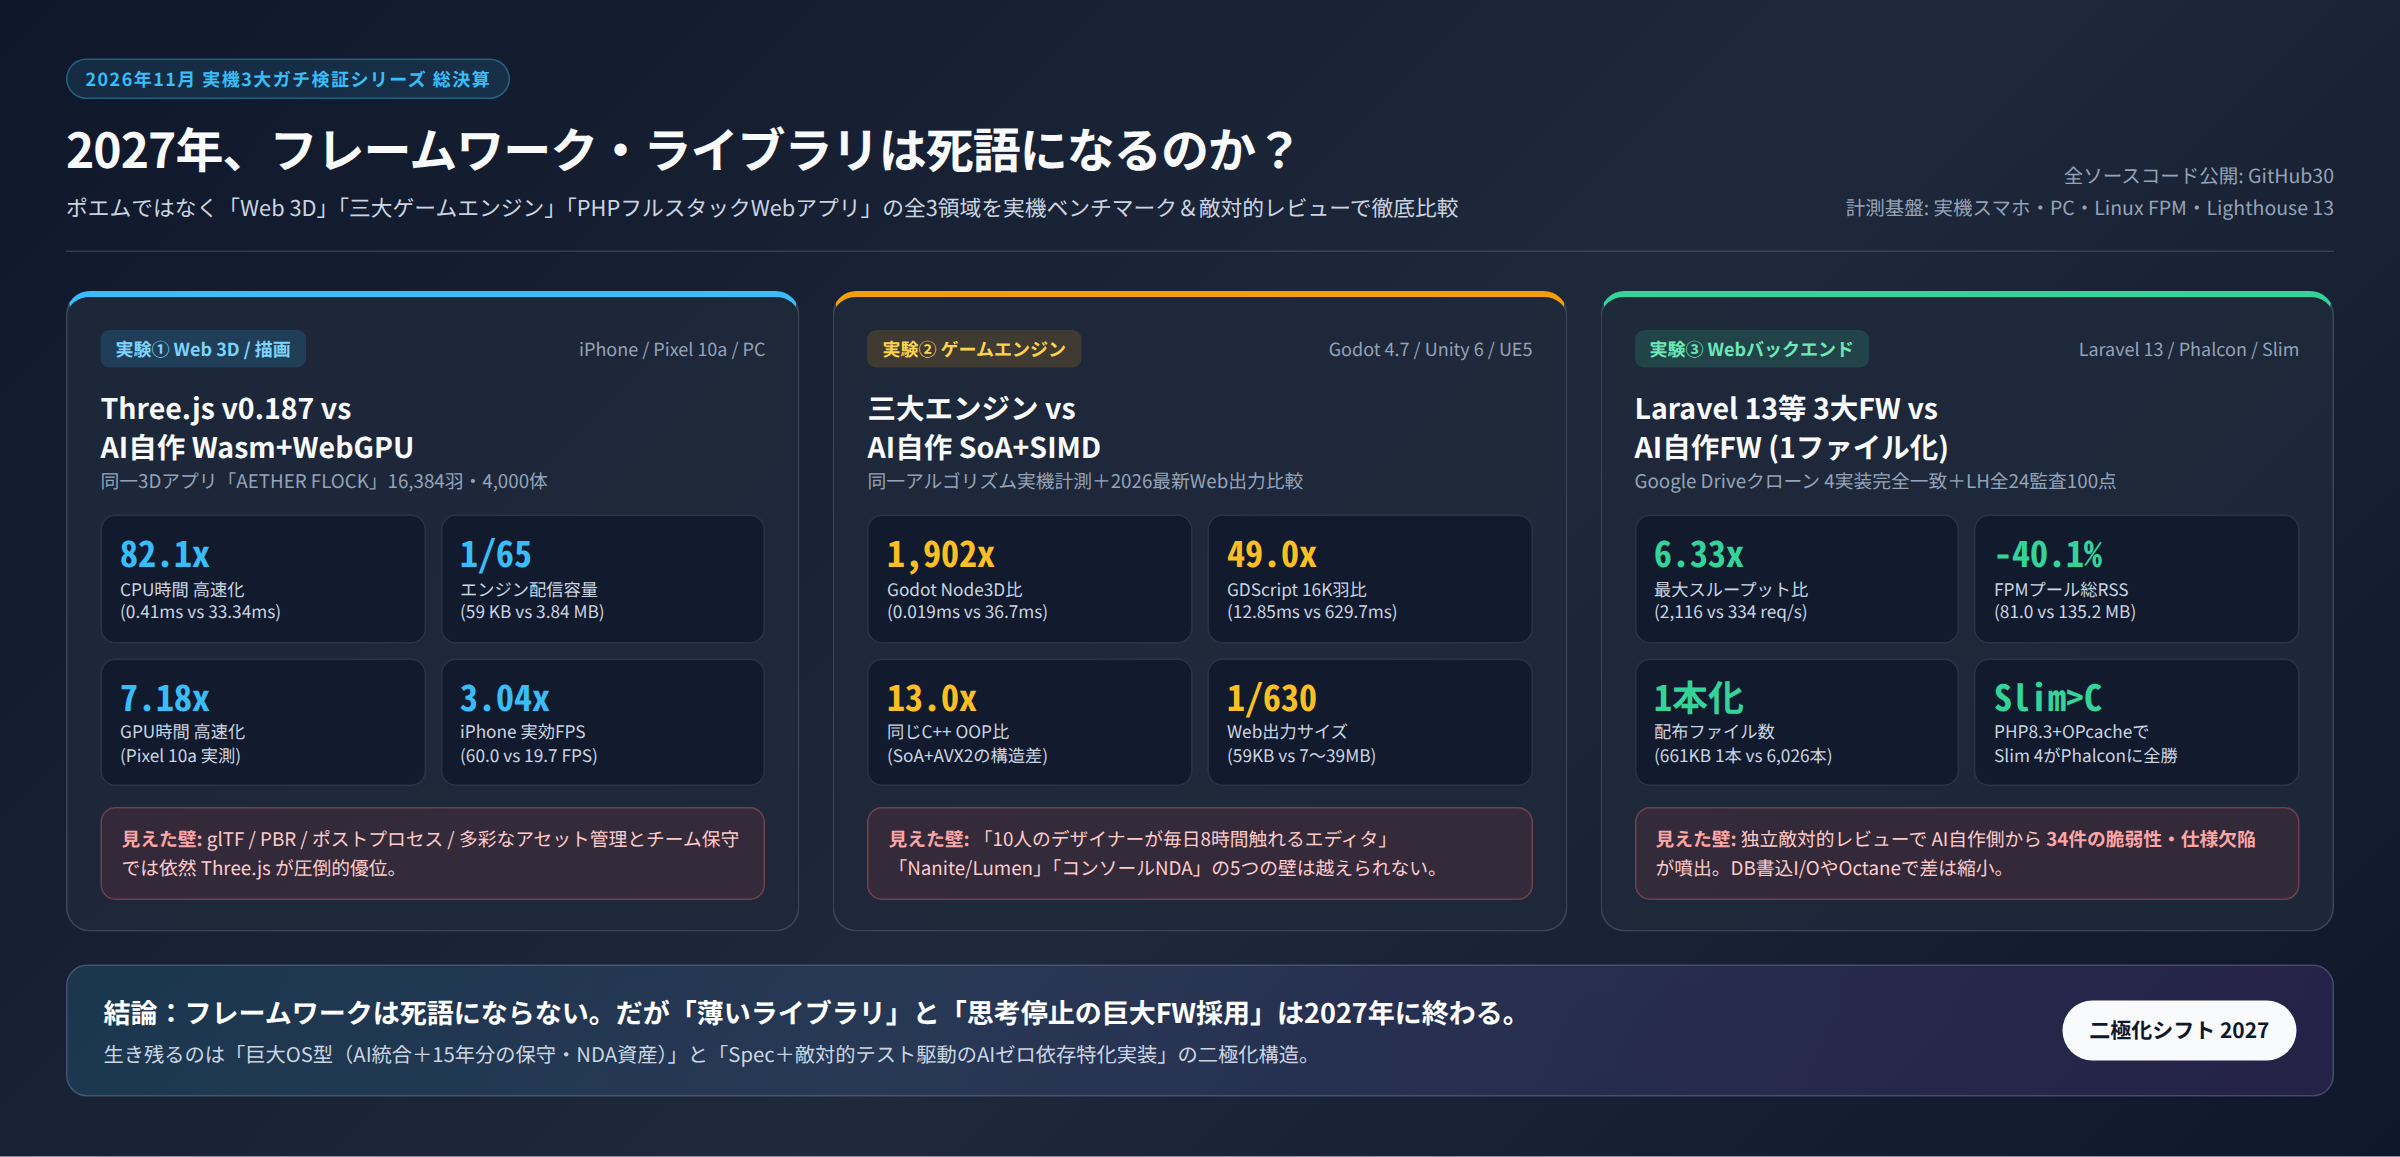 2026年11月 実機3大ガチ検証シリーズ 総決算
2027年、フレームワーク・ライブラリは死語になるのか？
ポエムではなく「Web 3D」「三大ゲームエンジン」「PHPフルスタックWebアプリ」の全3領域を実機ベンチマーク＆敵対的レビューで徹底比較
全ソースコード公開: GitHub30
計測基盤: 実機スマホ・PC・Linux FPM・Lighthouse 13
実験① Web 3D / 描画
iPhone / Pixel 10a / PC
Three.js v0.187 vs
AI自作 Wasm+WebGPU
同一3Dアプリ「AETHER FLOCK」16,384羽・4,000体
82.1x
CPU時間 高速化
(0.41ms vs 33.34ms)
1/65
エンジン配信容量
(59 KB vs 3.84 MB)
7.18x
GPU時間 高速化
(Pixel 10a 実測)
3.04x
iPhone 実効FPS
(60.0 vs 19.7 FPS)
見えた壁: glTF / PBR / ポストプロセス / 多彩なアセット管理とチーム保守
では依然 Three.js が圧倒的優位。
実験② ゲームエンジン
Godot 4.7 / Unity 6 / UE5
三大エンジン vs
AI自作 SoA+SIMD
同一アルゴリズム実機計測＋2026最新Web出力比較
1,902x
Godot Node3D比
(0.019ms vs 36.7ms)
49.0x
GDScript 16K羽比
(12.85ms vs 629.7ms)
13.0x
同じC++ OOP比
(SoA+AVX2の構造差)
1/630
Web出力サイズ
(59KB vs 7〜39MB)
見えた壁: 「10人のデザイナーが毎日8時間触れるエディタ」
「Nanite/Lumen」「コンソールNDA」の5つの壁は越えられない。
実験③ Webバックエンド
Laravel 13 / Phalcon / Slim
Laravel 13等 3大FW vs
AI自作FW (1ファイル化)
Google Driveクローン 4実装完全一致＋LH全24監査100点
6.33x
最大スループット比
(2,116 vs 334 req/s)
-40.1%
FPMプール総RSS
(81.0 vs 135.2 MB)
1本化
配布ファイル数
(661KB 1本 vs 6,026本)
Slim>C
PHP8.3+OPcacheで
Slim 4がPhalconに全勝
見えた壁: 独立敵対的レビューで AI自作側から 34件の脆弱性・仕様欠陥
が噴出。DB書込I/OやOctaneで差は縮小。
結論：フレームワークは死語にならない。だが「薄いライブラリ」と「思考停止の巨大FW採用」は2027年に終わる。
生き残るのは「巨大OS型（AI統合＋15年分の保守・NDA資産）」と「Spec＋敵対的テスト駆動のAIゼロ依存特化実装」の二極化構造。
二極化シフト 2027